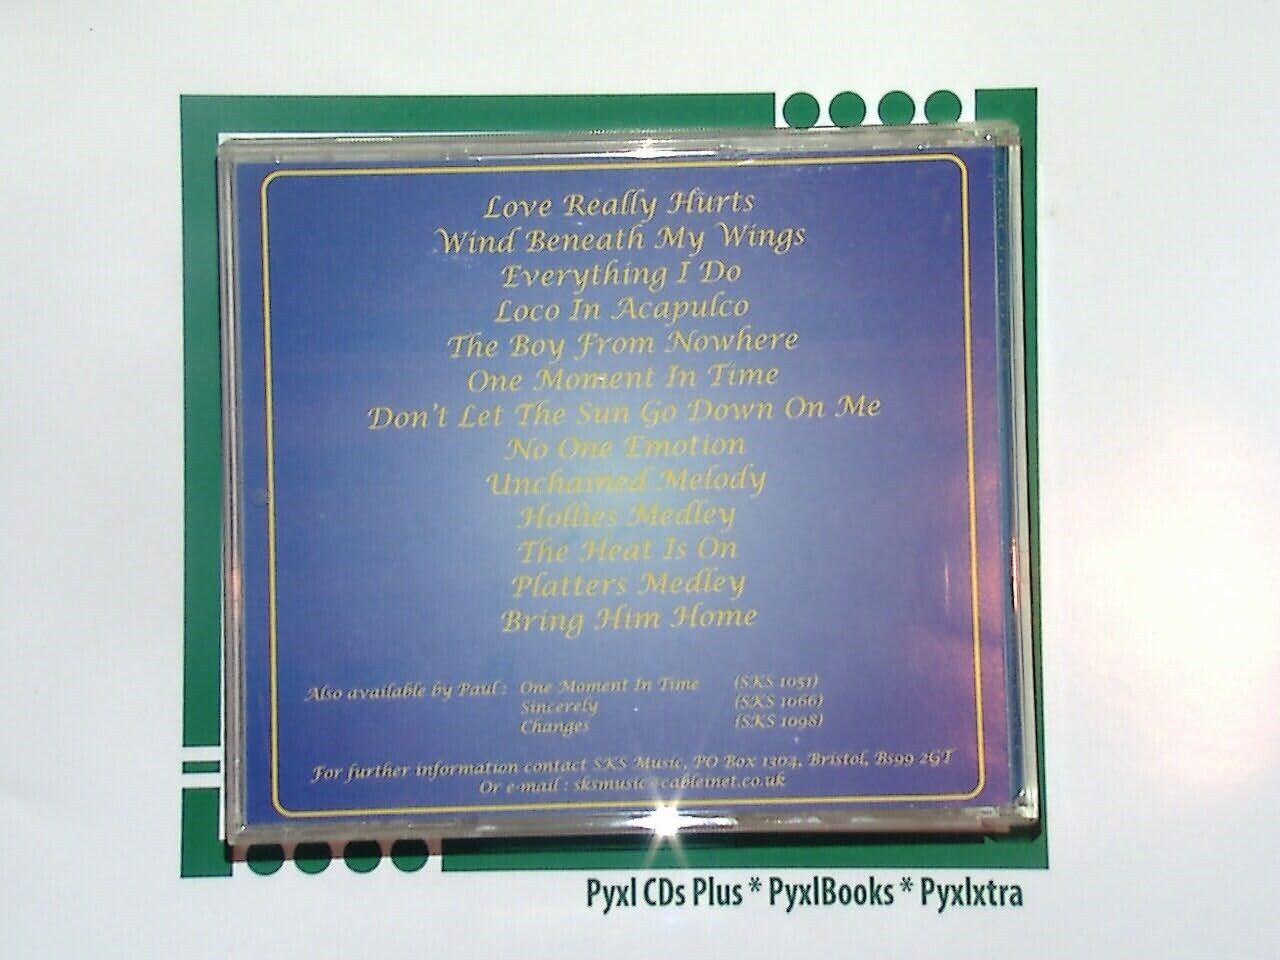 Love Really Hurts
Wind Beneath My Wings
Everything I Do
Loco In Acapulco
The Boy From Nowhere
One Moment In Time
Don't Let The Sun Go Down On Me
No One Emotion
Unchained Melody
Hollies Medley
The Heat Is On
Platters Medley
Bring Him Home
Also available by Paul : One Moment In Time (SKS 1051)
Sincerely (SKS 1066)
Changes (SKS 1098)
For further information contact SKS Music, PO Box 1304, Bristol, Bs99 2GT
Or e-mail : sksmusic@cableinet.co.uk
Pyxl CDs Plus * PyxlBooks * Pyxlxtra